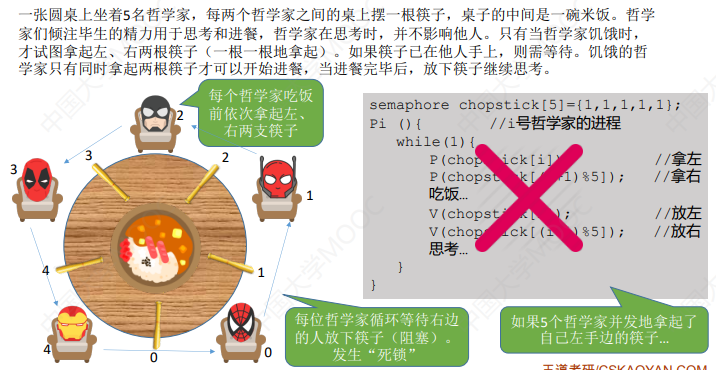 一张圆桌上坐着5名哲学家，每两个哲学家之间的桌上摆一根筷子，桌子的中间是一碗米饭。哲学
家们倾注毕生的精力用于思考和进餐，哲学家在思考时，并不影响他人。只有当哲学家饥饿时，
才试图拿起左、右两根筷子（一根一根地拿起）。如果筷子已在他人手上，则需等待。饥饿的哲
学家只有同时拿起两根筷子才可以开始进餐，当进餐完毕后，放下筷子继续思考。
每个哲学家吃饭
前依次拿起左、
右两支筷子
2
3
3
2
1
4
1
4
0
0
每位哲学家循环等待右边
的人放下筷子（阻塞）。
发生“死锁”
semaphore chopstick[5]={1,1,1,1,1};
Pi (){ //i号哲学家的进程
while(1){
P(chopstick[i]); //拿左
P(chopstick[(i+1)%5]); //拿右
吃饭…
V(chopstick[i]); //放左
V(chopstick[(i+1)%5]); //放右
思考…
}
}
如果5个哲学家并发地拿起了
自己左手边的筷子…
王道考研/CSKAOYAN.COM
中国大学MOOC